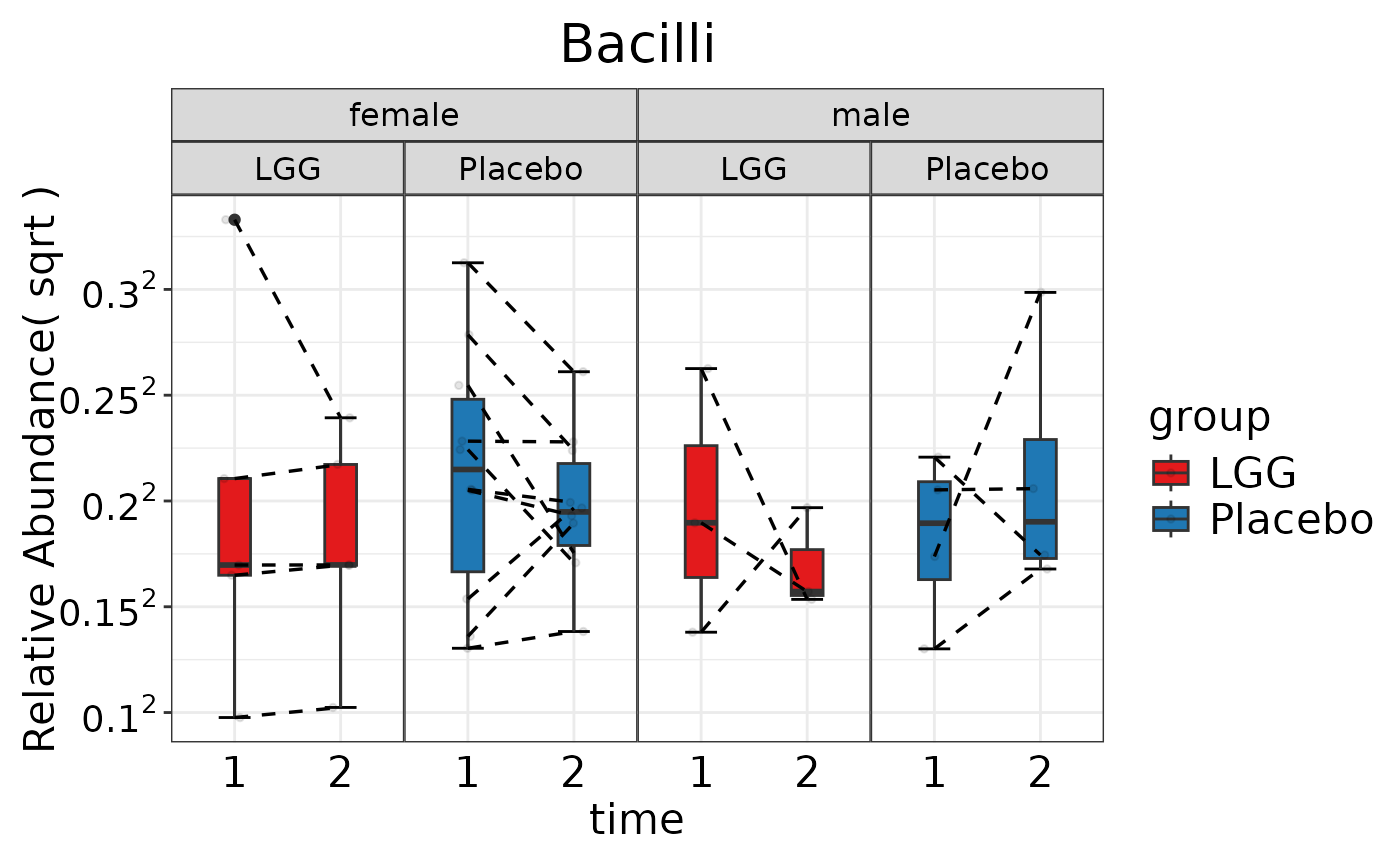 Bacilli
female male
LGG Placebo LGG Placebo
Relative Abundance( sqrt )
0.3²
0.25²
0.2²
0.15²
0.1²
1 2 1 2 1 2 1 2
time
group
LGG
Placebo